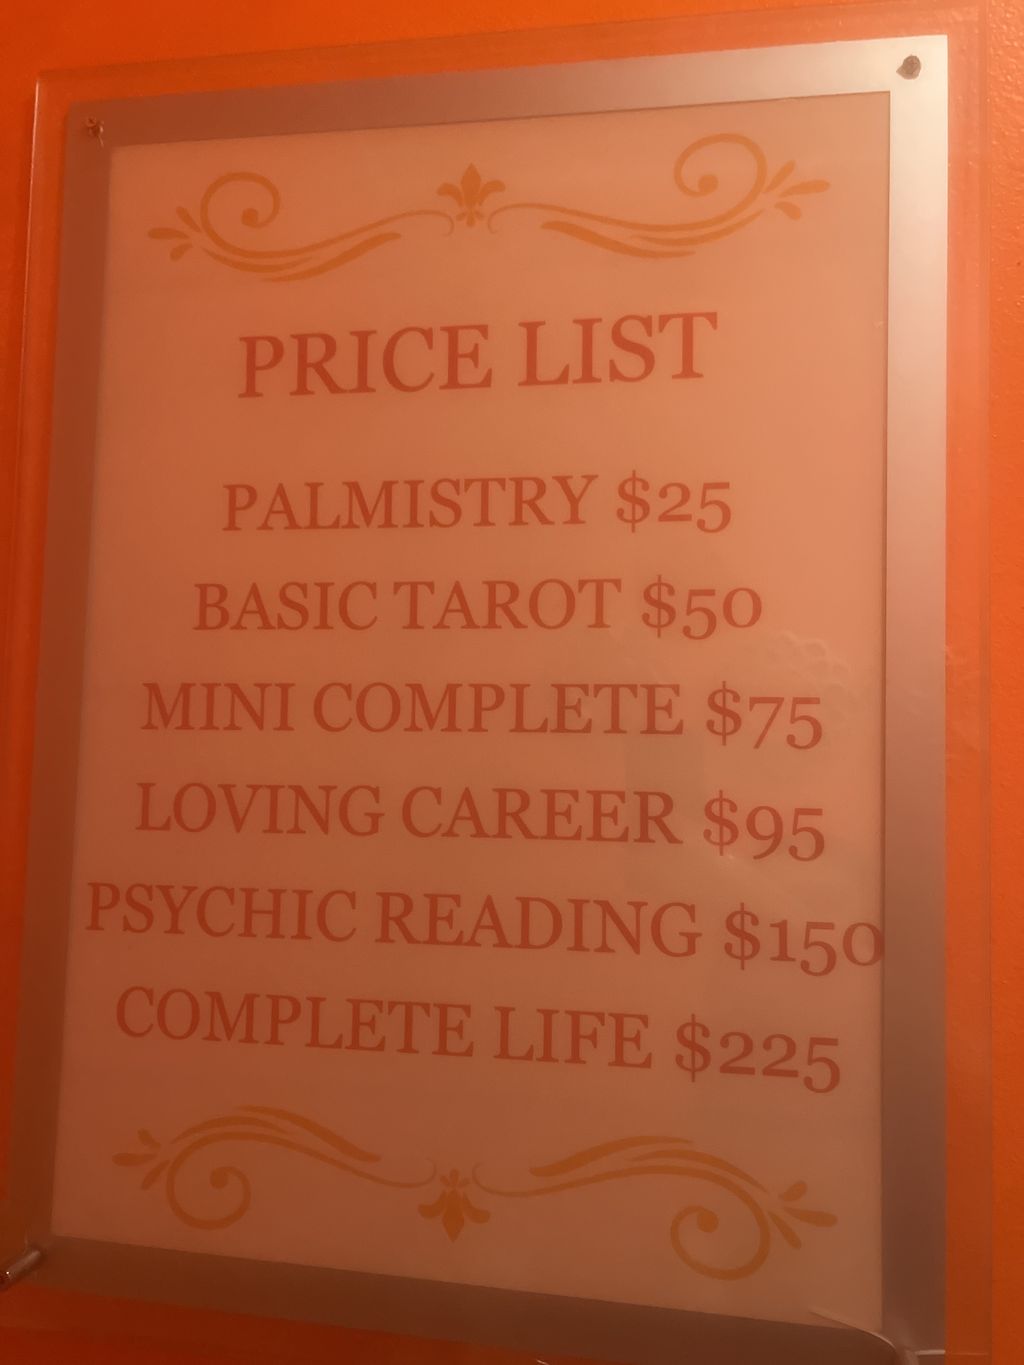 PRICE LIST
PALMISTRY $25
BASIC TAROT $50
MINI COMPLETE $75
LOVING CAREER $95
PSYCHIC READING $150
COMPLETE LIFE $225